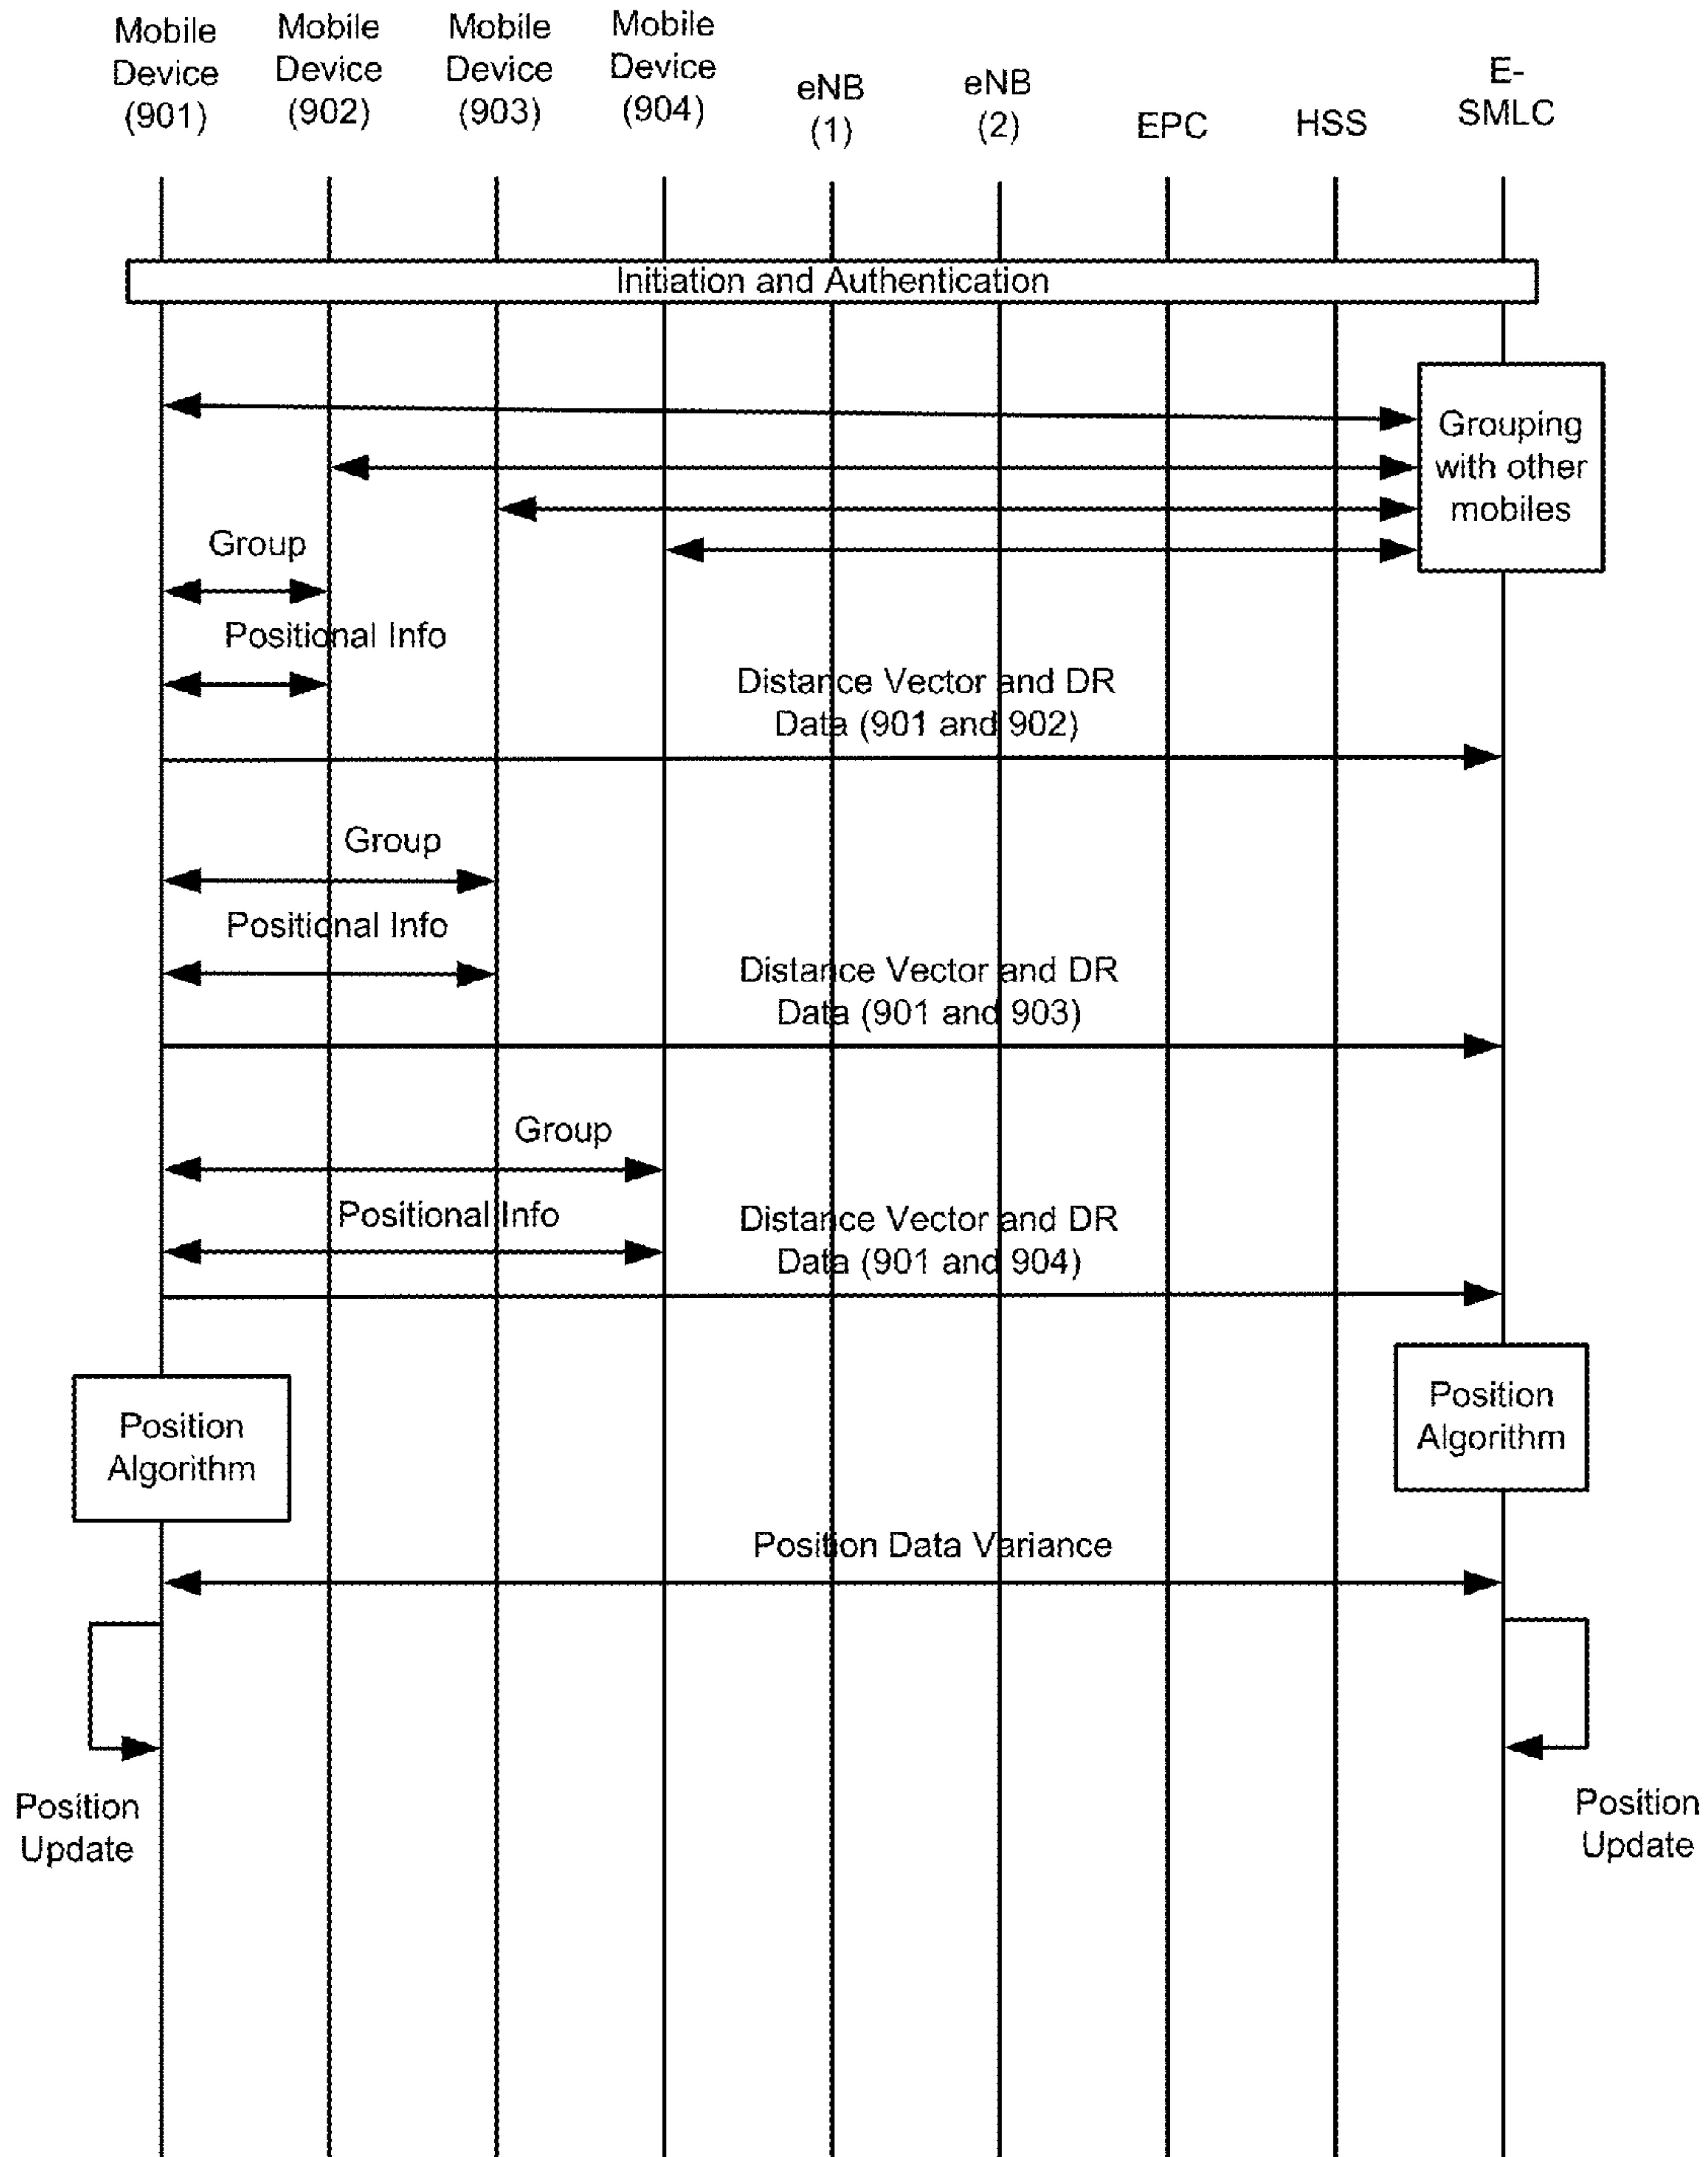 Mobile
Device
(901)
Mobile
Device
(902)
Mobile
Device
(903)
Mobile
Device
(904)
eNB
(1)
eNB
(2)
EPC
HSS
E-
SMLC
Initiation and Authentication
Grouping
with other
mobiles
Group
Positional Info
Distance Vector and DR
Data (901 and 902)
Group
Positional Info
Distance Vector and DR
Data (901 and 903)
Group
Positional Info
Distance Vector and DR
Data (901 and 904)
Position
Algorithm
Position
Algorithm
Position Data Variance
Position
Update
Position
Update